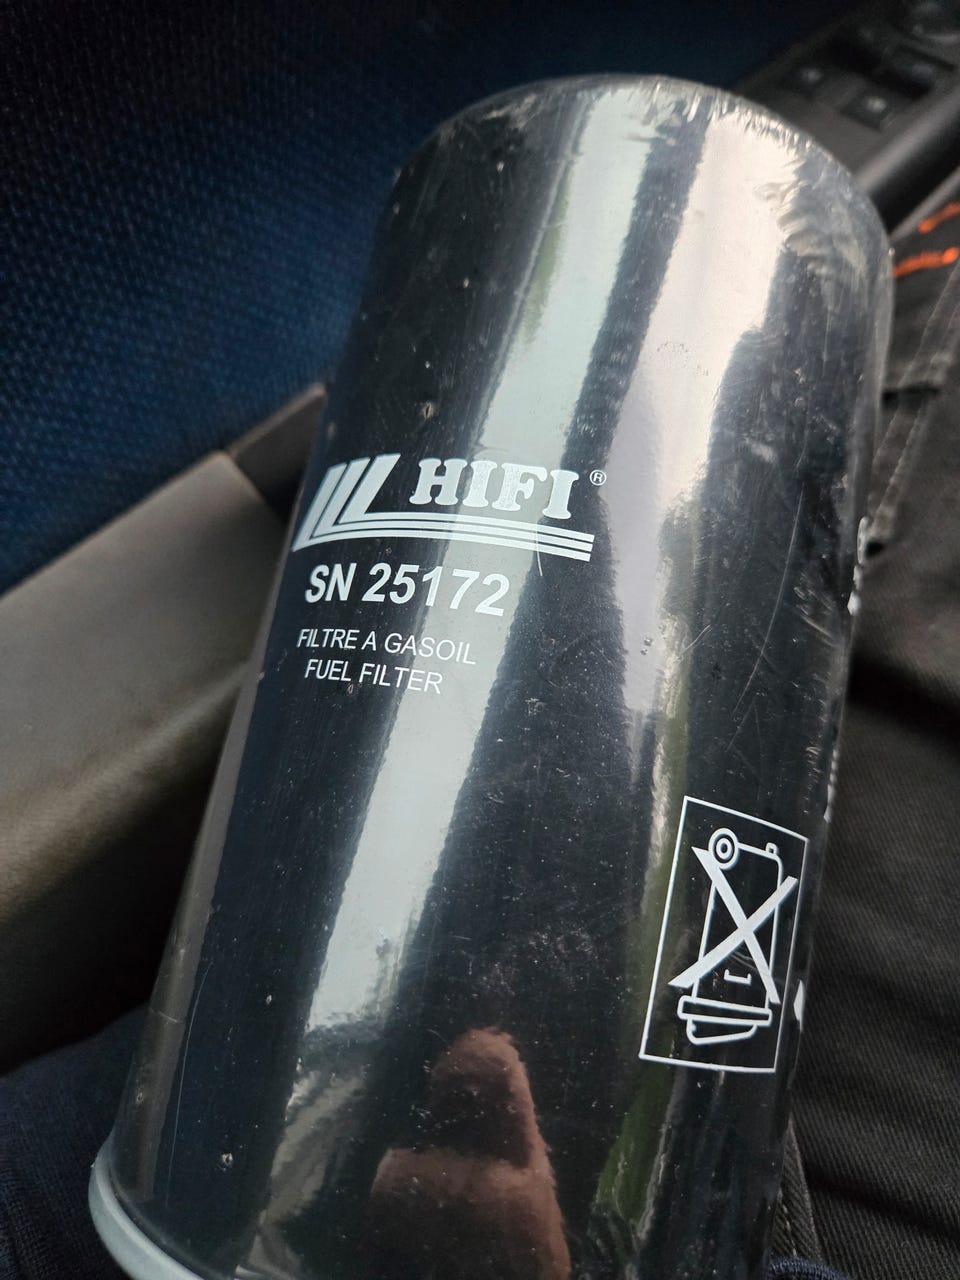 HIFI®
SN 25172
FILTRE A GASOIL
FUEL FILTER